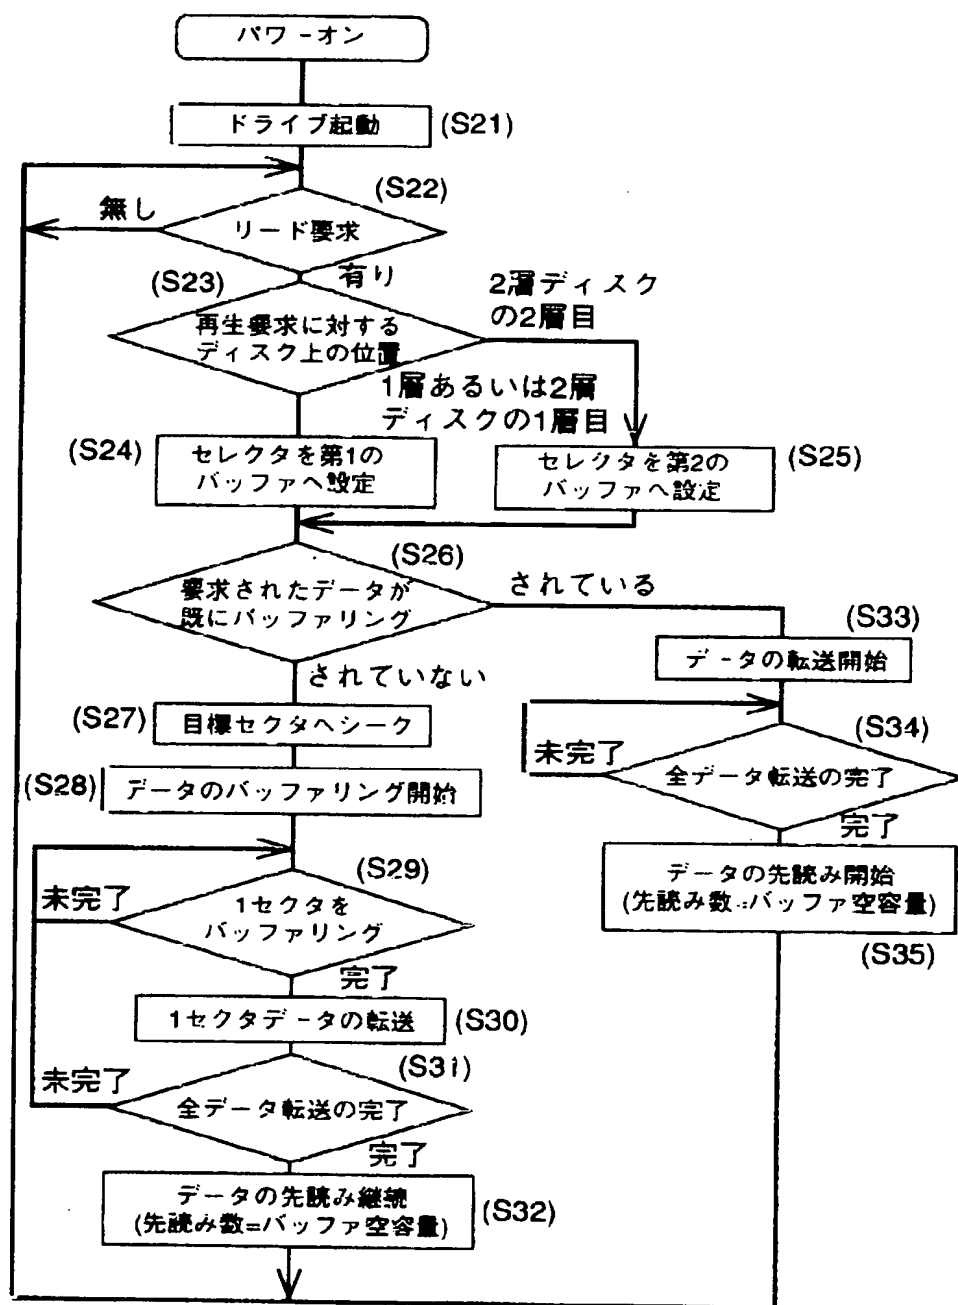 パワ-オン
ドライブ起動
(S21)
(S22)
無し
リード要求
有り
(S23)
2層ディスク
の2層目
再生要求に対する
ディスク上の位置
1層あるいは2層
ディスクの1層目
(S24)
セレクタを第1の
バッファへ設定
セレクタを第2の
バッファへ設定
(S25)
(S26)
要求されたデータが
既にバッファリング
されている
(S33)
データの転送開始
されていない
(S27)
目標セクタヘシーク
(S34)
未完了
全データ転送の完了
(S28)
データのバッファリング開始
完了
(S29)
データの先読み開始
(先読み数=バッファ空容量)
(S35)
未完了
1セクタを
バッファリング
完了
1セクタデータの転送
(S30)
(S31)
未完了
全データ転送の完了
完了
データの先読み継続
(先読み数=バッファ空容量)
(S32)